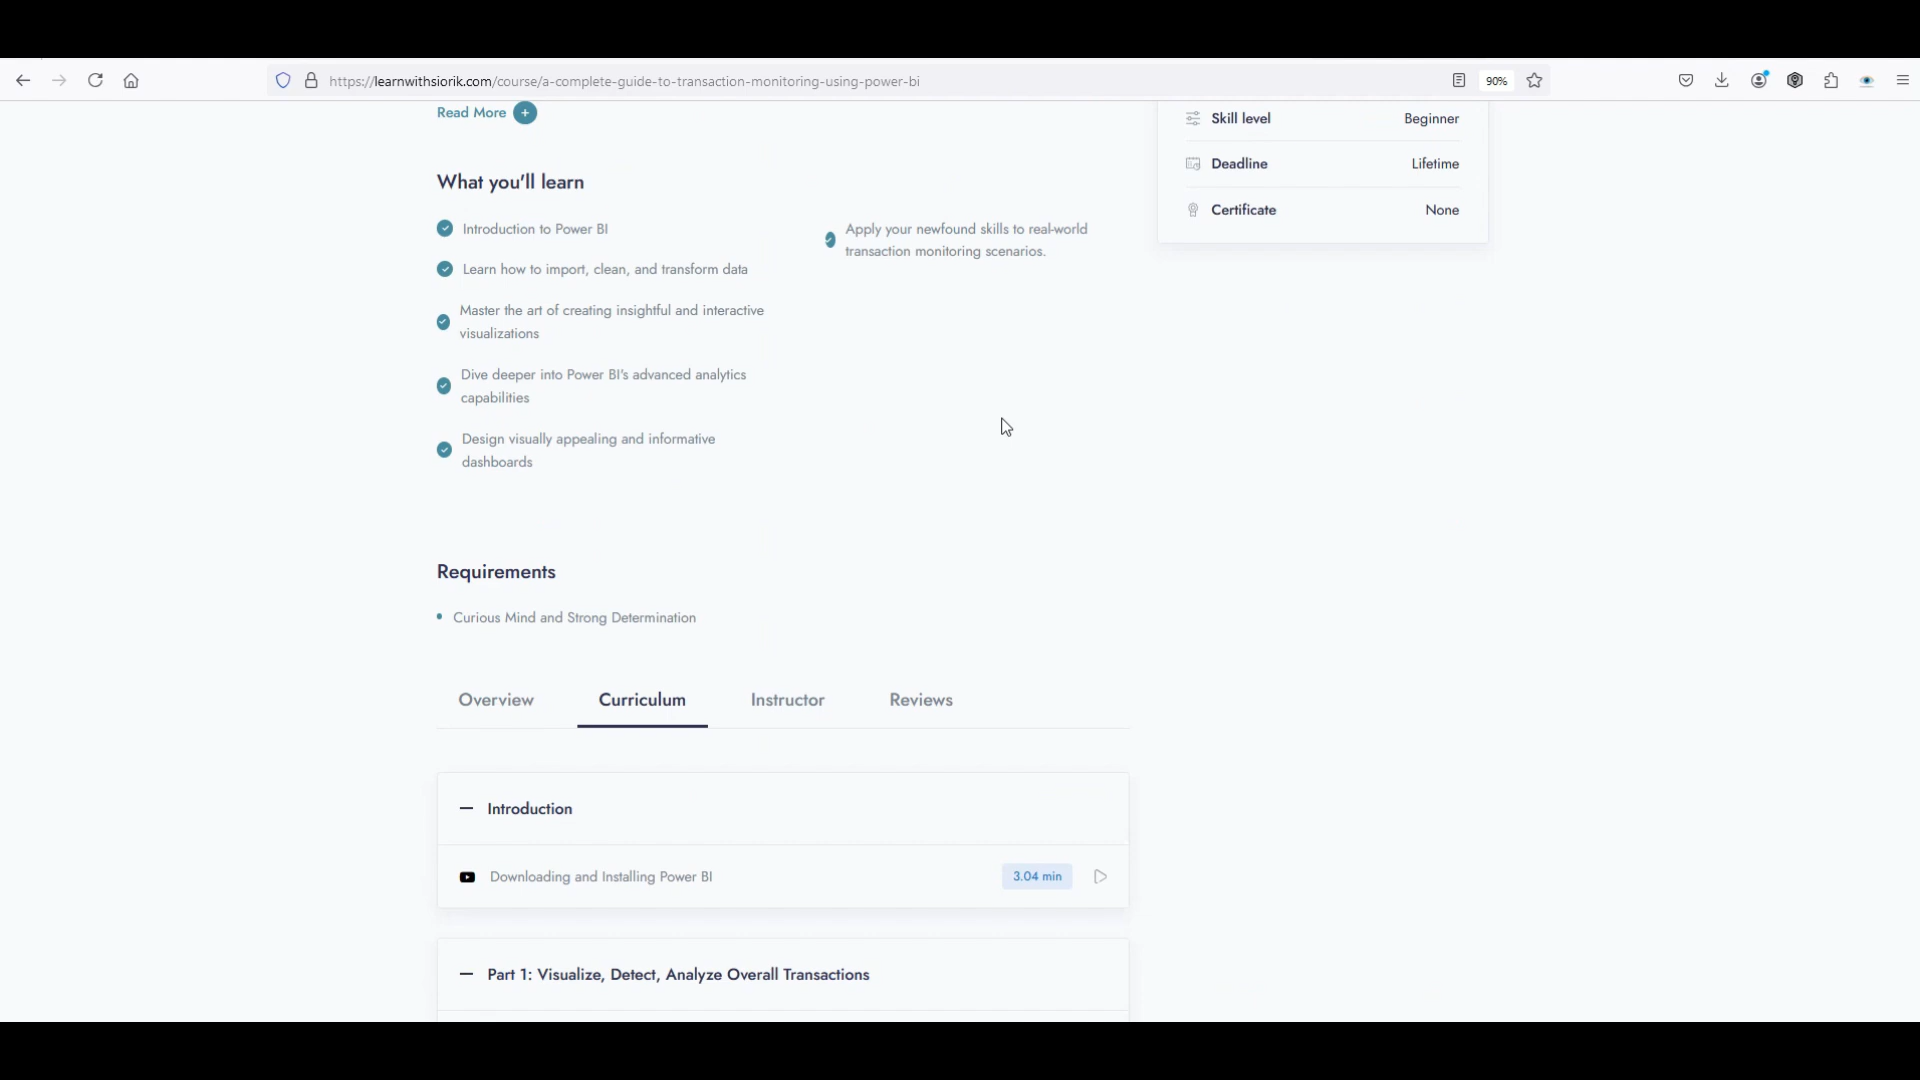 https://learnwithsiorik.com/course/a-complete-guide-to-transaction-monitoring-using-power-bi
90%
Read More
Skill level Beginner
Deadline Lifetime
Certificate None
What you'll learn
Introduction to Power BI
Learn how to import, clean, and transform data
Master the art of creating insightful and interactive
visualizations
Dive deeper into Power BI's advanced analytics
capabilities
Design visually appealing and informative
dashboards
Apply your newfound skills to real-world
transaction monitoring scenarios.
Requirements
Curious Mind and Strong Determination
Overview Curriculum Instructor Reviews
Introduction
Downloading and Installing Power BI 3.04 min
Part 1: Visualize, Detect, Analyze Overall Transactions